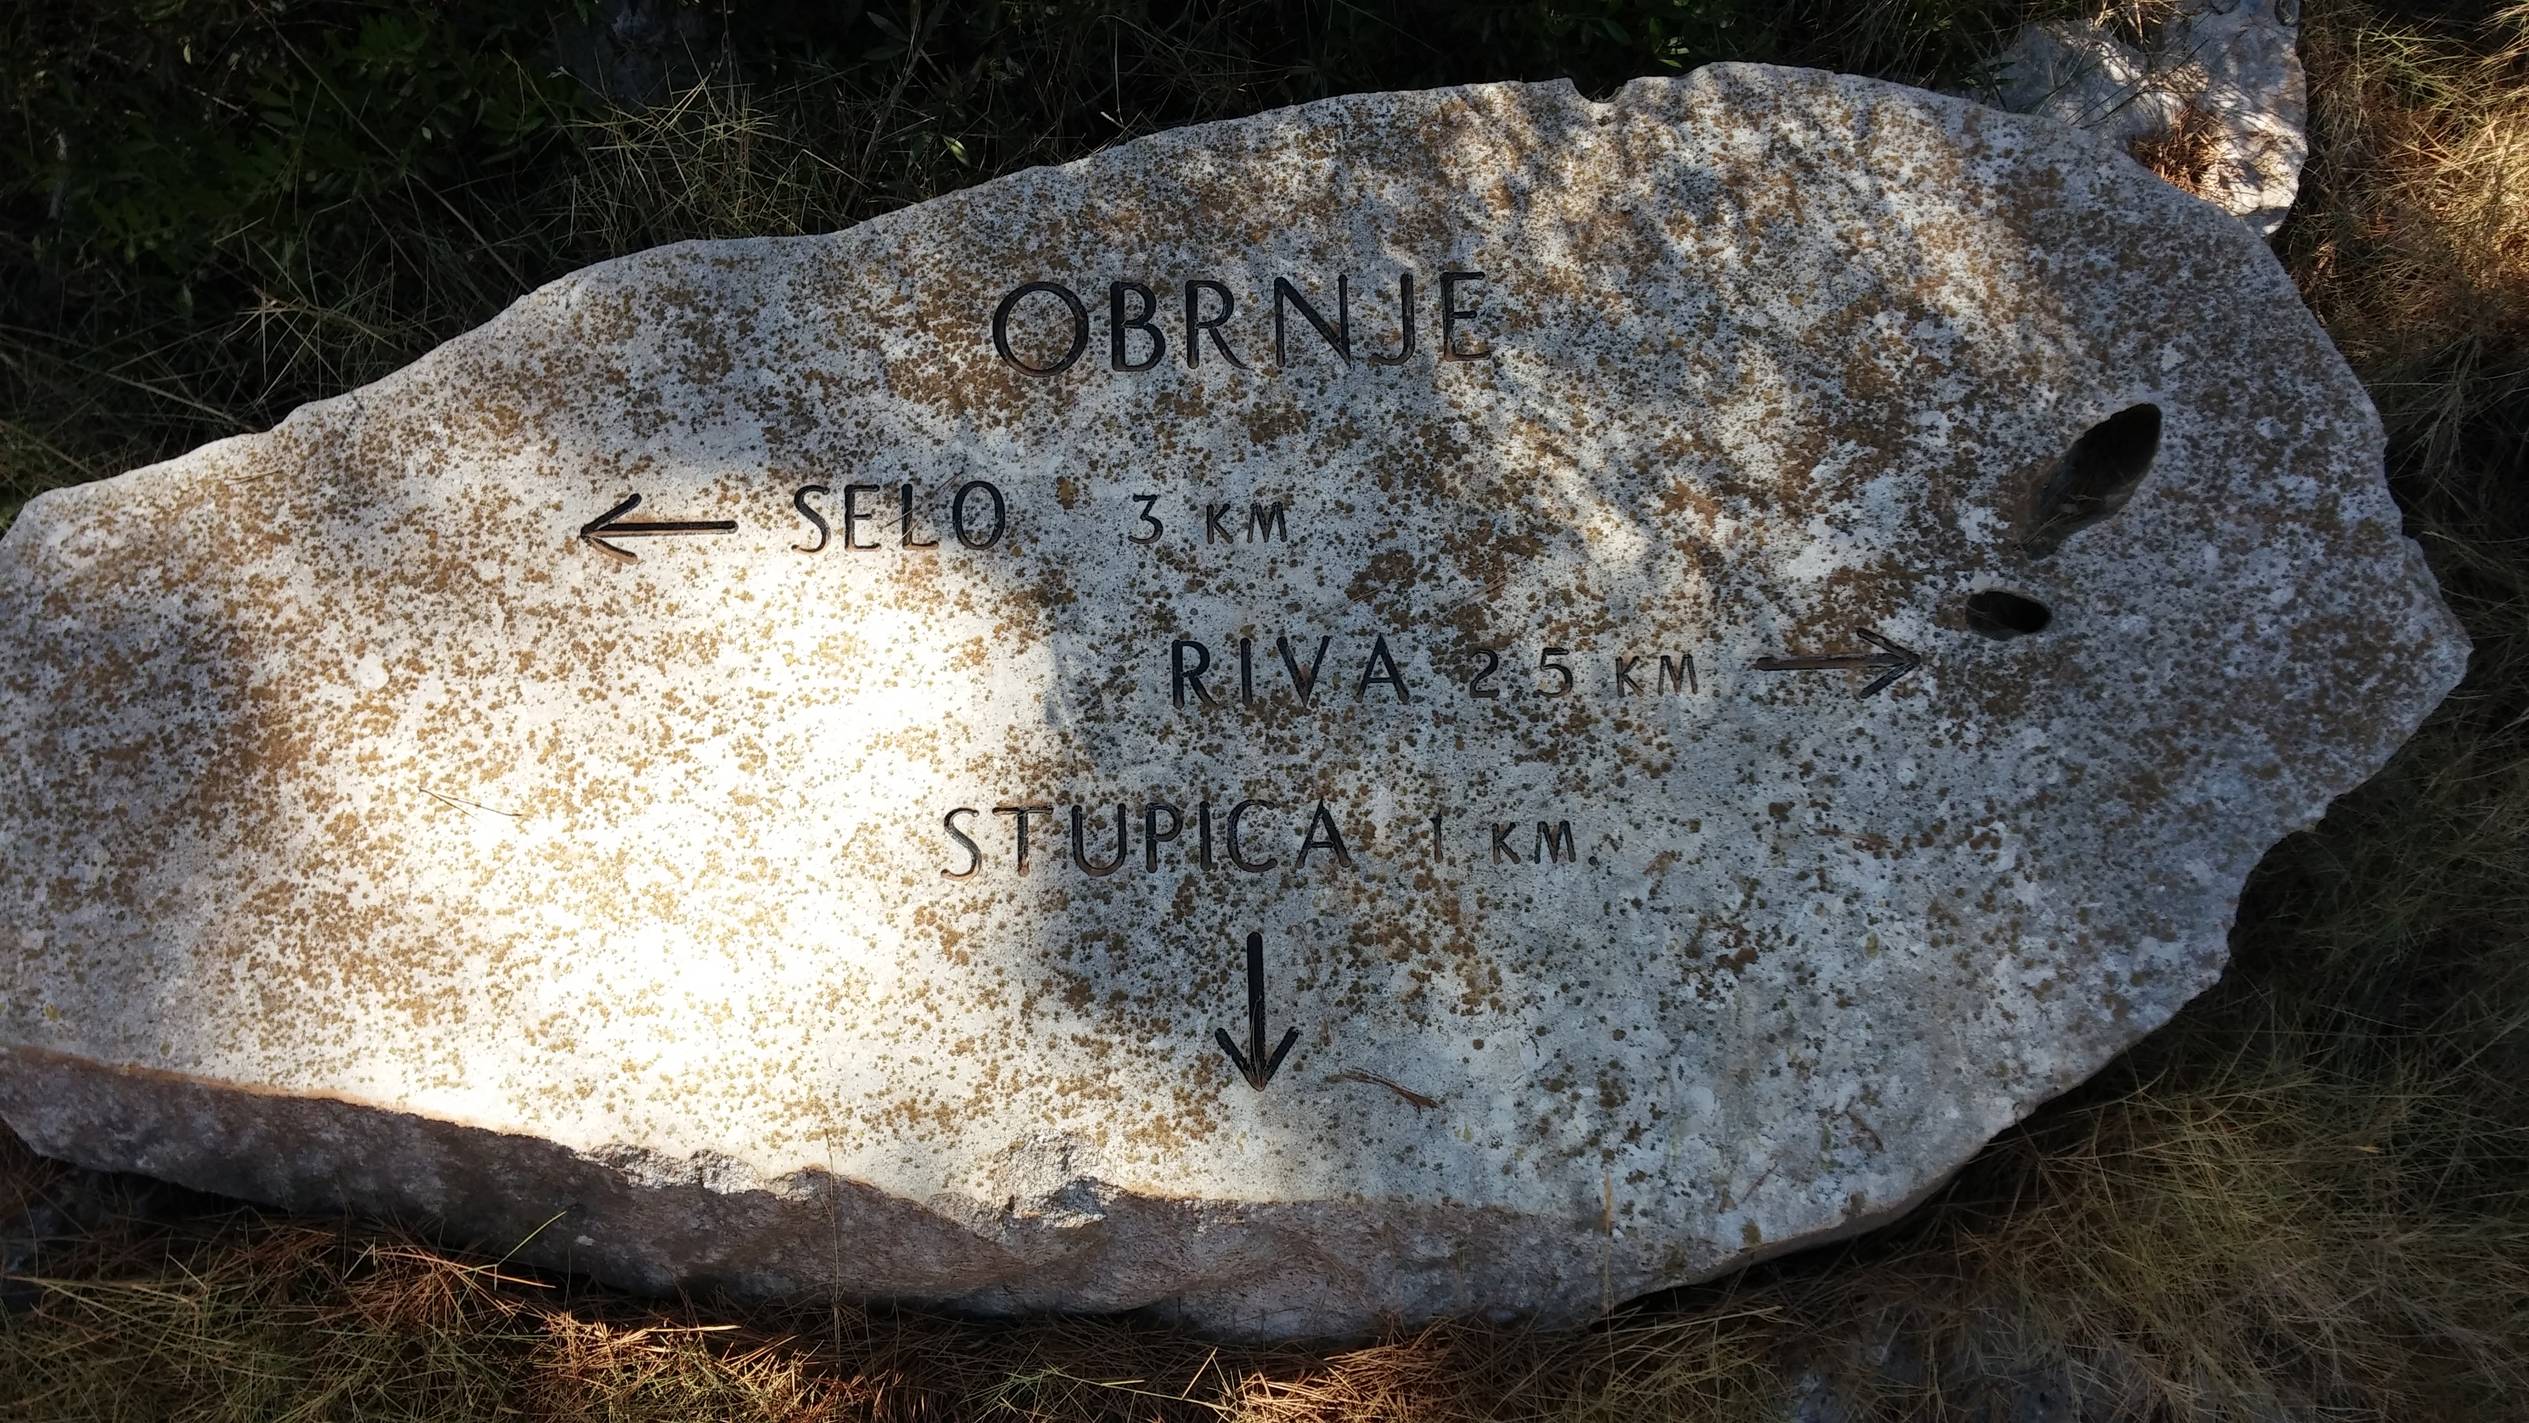 OBRNJE
← SELO 3 KM
RIVA 2.5 KM →
STUPICA 1 KM.
↓